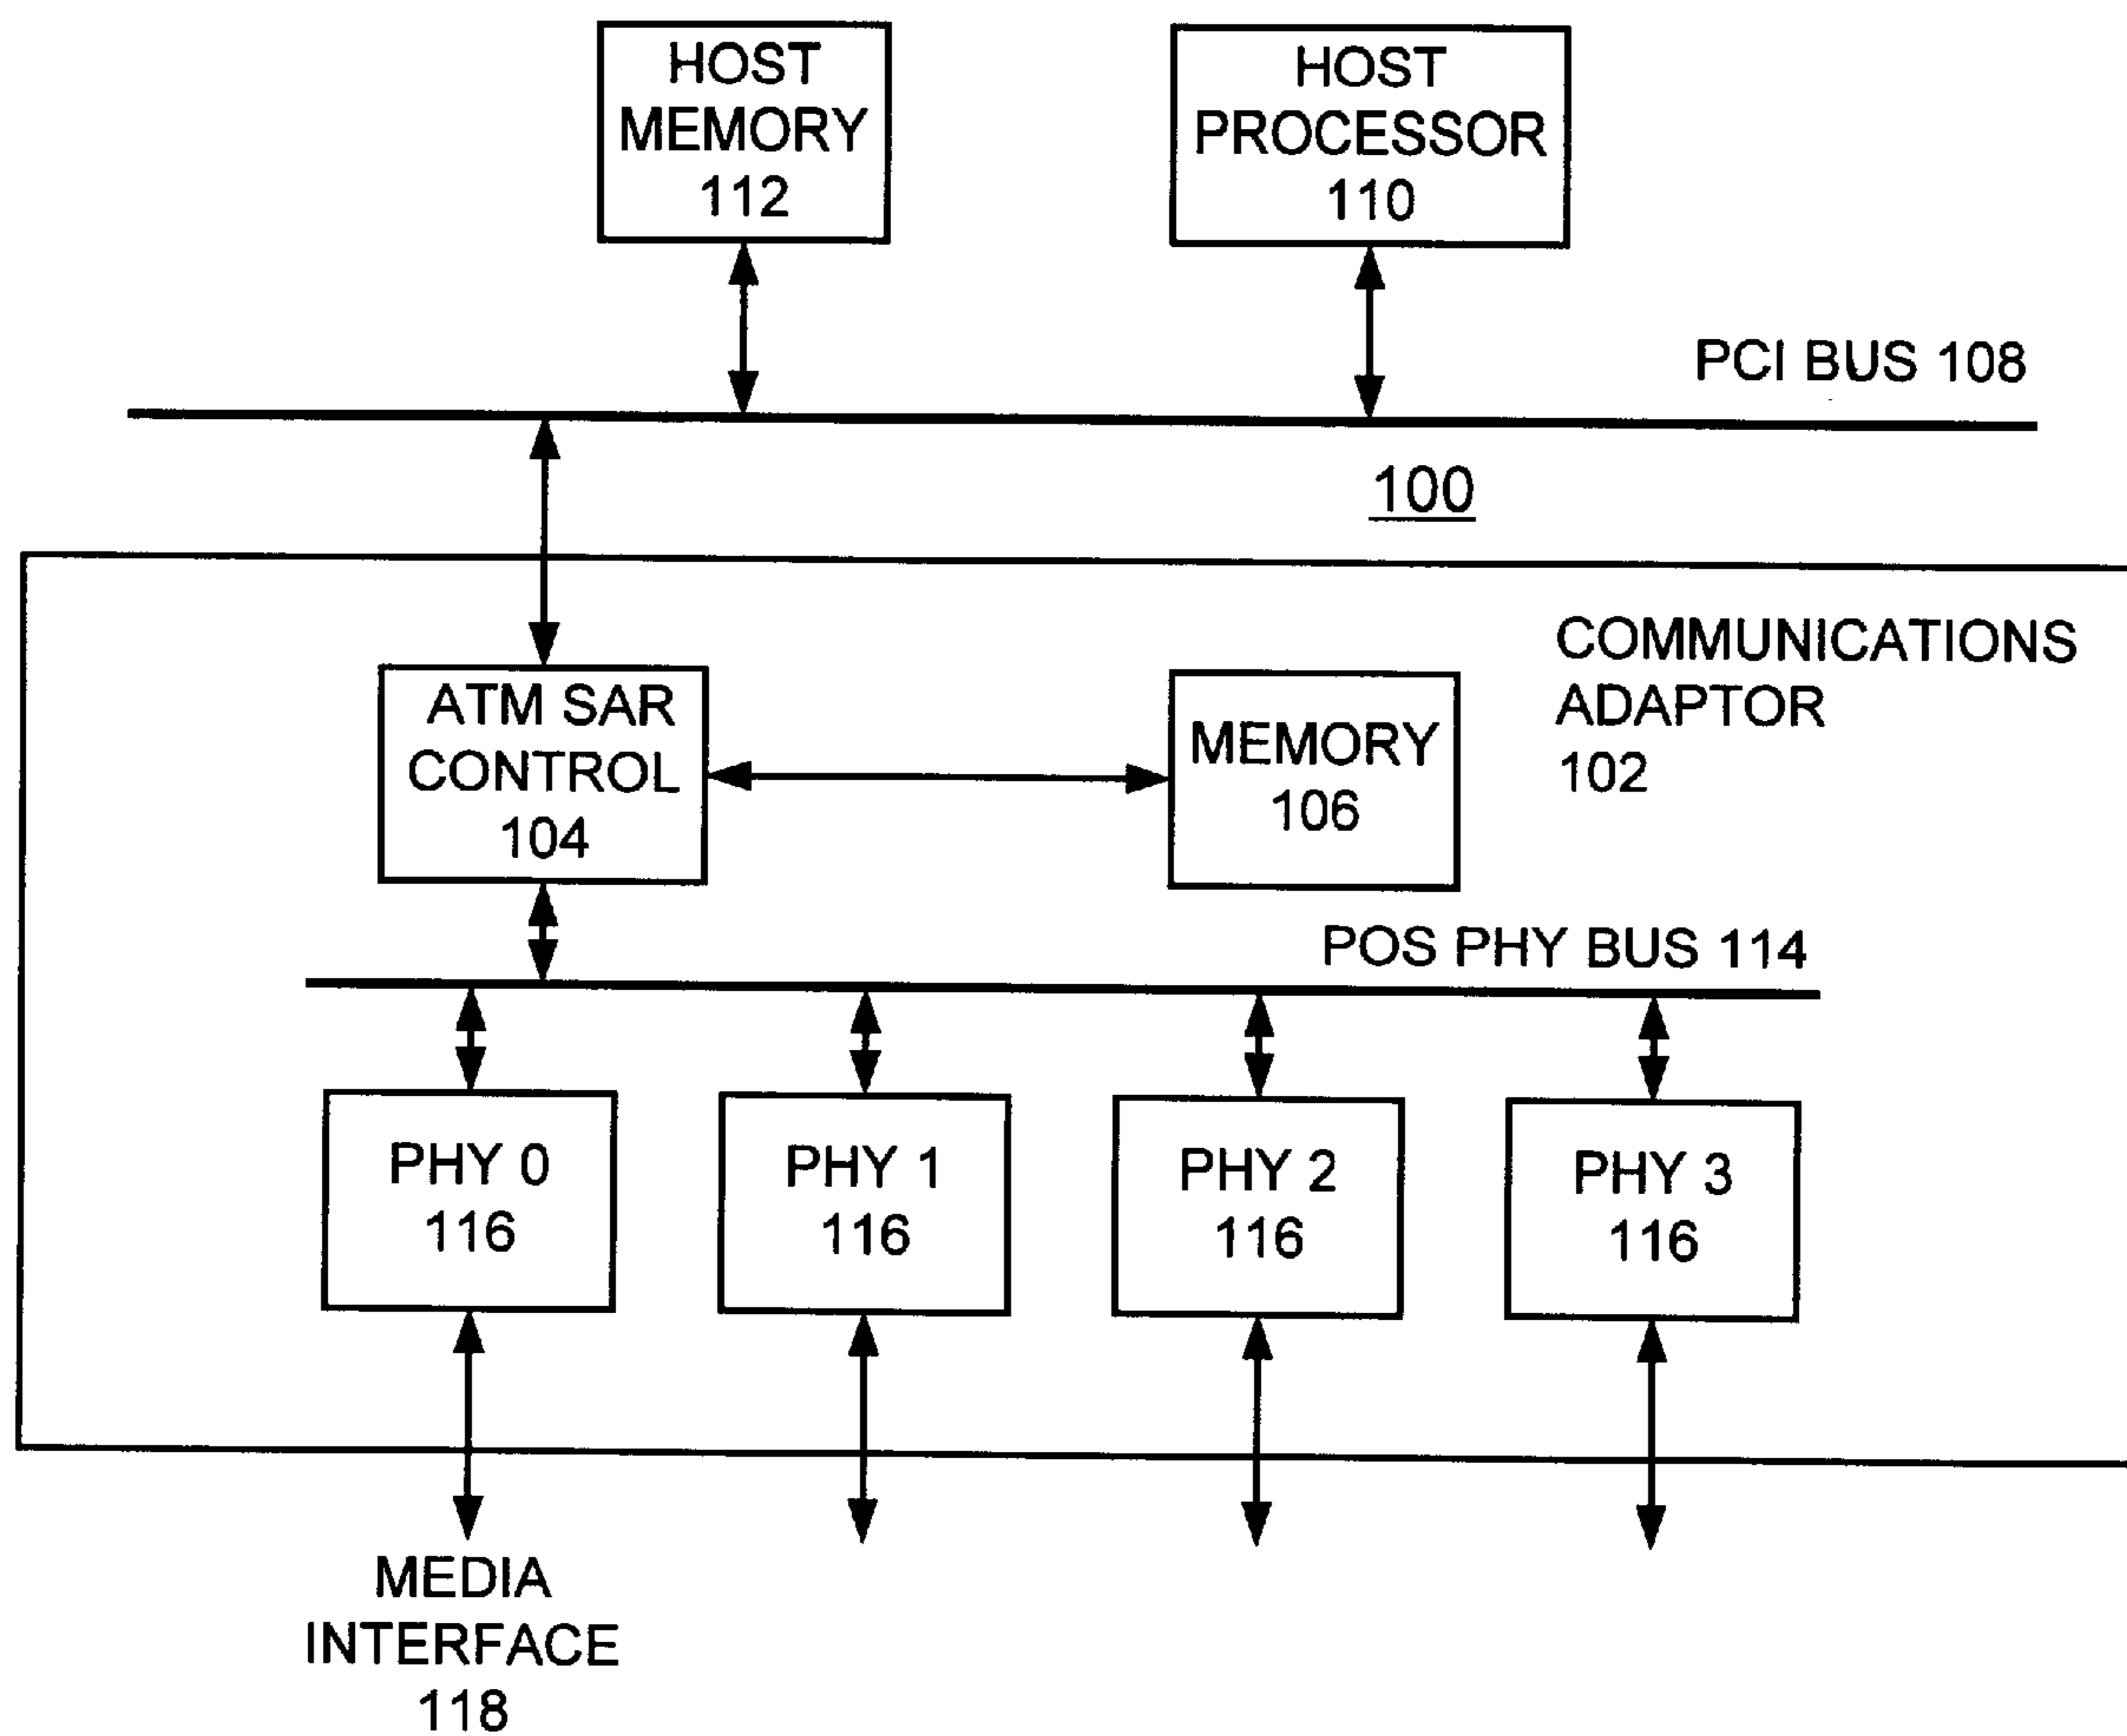 HOST
MEMORY
112
HOST
PROCESSOR
110
PCI BUS 108
100
COMMUNICATIONS
ADAPTOR
102
ATM SAR
CONTROL
104
MEMORY
106
POS PHY BUS 114
PHY 0
116
PHY 1
116
PHY 2
116
PHY 3
116
MEDIA
INTERFACE
118